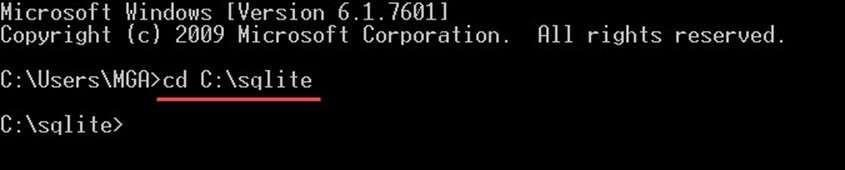 Microsoft Windows [Version 6.1.7601]
Copyright (c) 2009 Microsoft Corporation.  All rights reserved.
C:\Users\MGA>cd C:\sqlite
C:\sqlite>